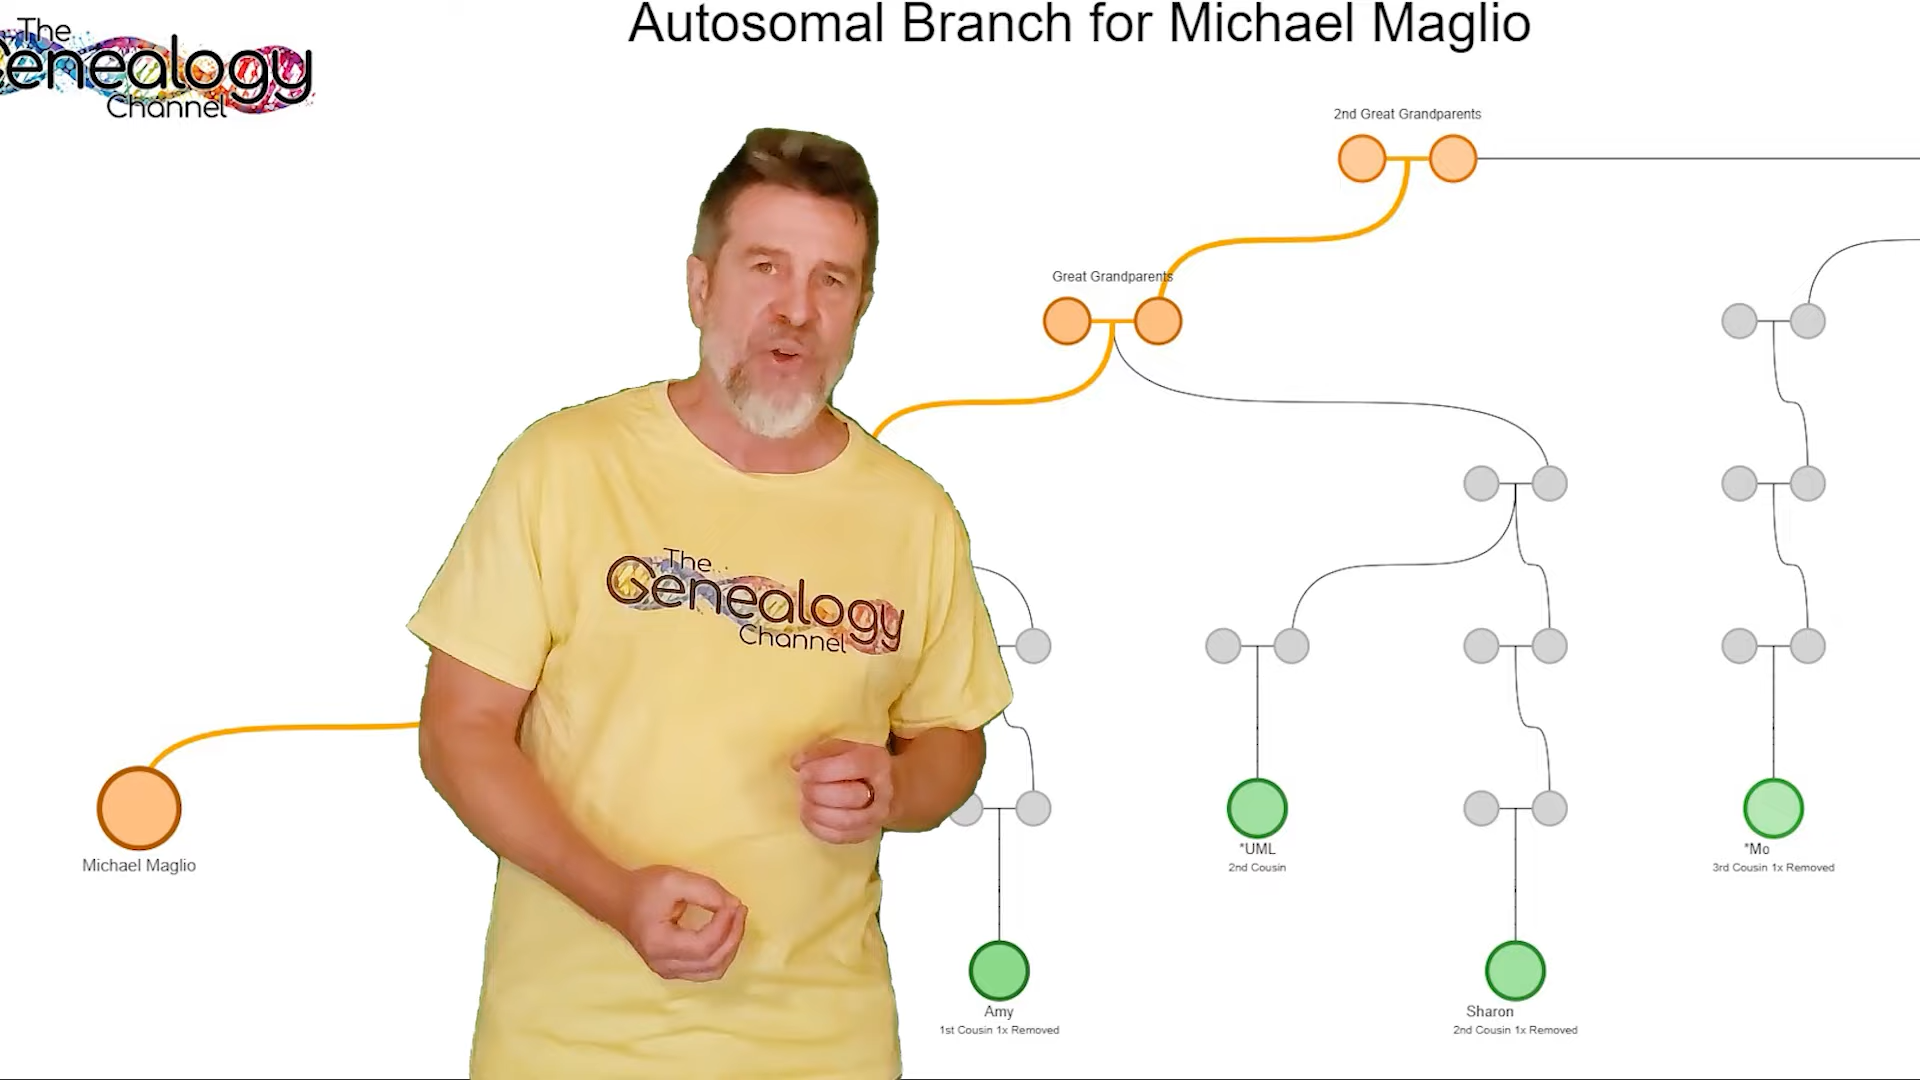 The
Genealogy
Channel
Autosomal Branch for Michael Maglio
2nd Great Grandparents
Great Grandparents
The
Genealogy
Channel
Michael Maglio
*UML
2nd Cousin
*Mo
3rd Cousin 1x Removed
Amy
1st Cousin 1x Removed
Sharon
2nd Cousin 1x Removed